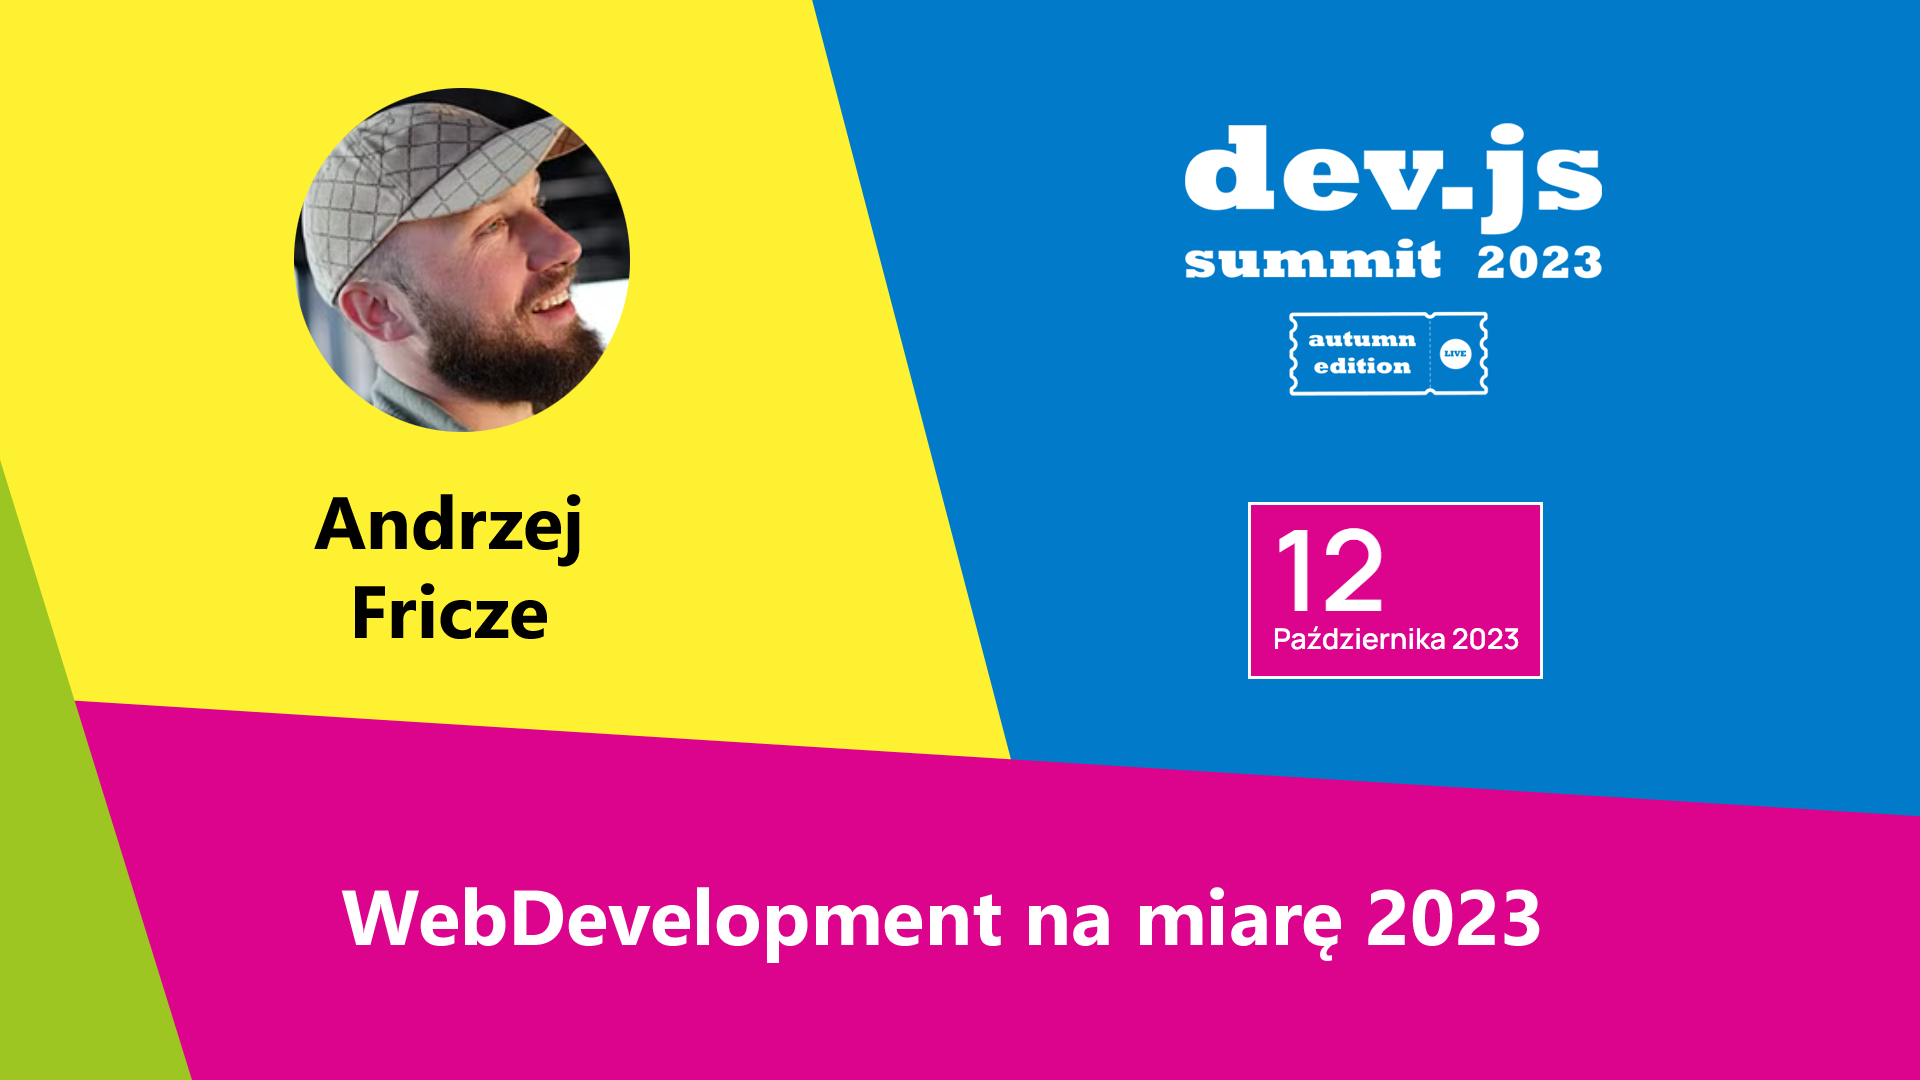 Andrzej
Fricze
dev.js
summit 2023
autumn
edition
LIVE
12
Października 2023
WebDevelopment na miarę 2023